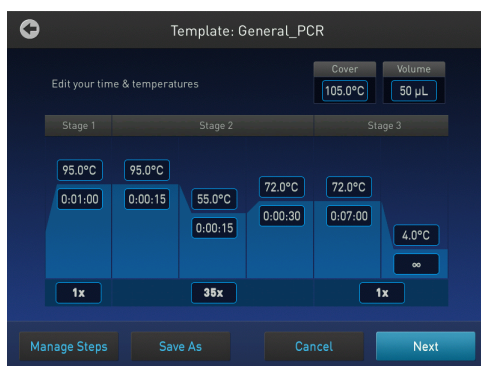 Template: General_PCR
Edit your time & temperatures
Cover
Volume
105.0°C
50 µL
Stage 1
Stage 2
Stage 3
95.0°C
95.0°C
0:01:00
0:00:15
55.0°C
0:00:15
72.0°C
0:00:30
72.0°C
0:07:00
4.0°C
∞
1x
35x
1x
Manage Steps
Save As
Cancel
Next